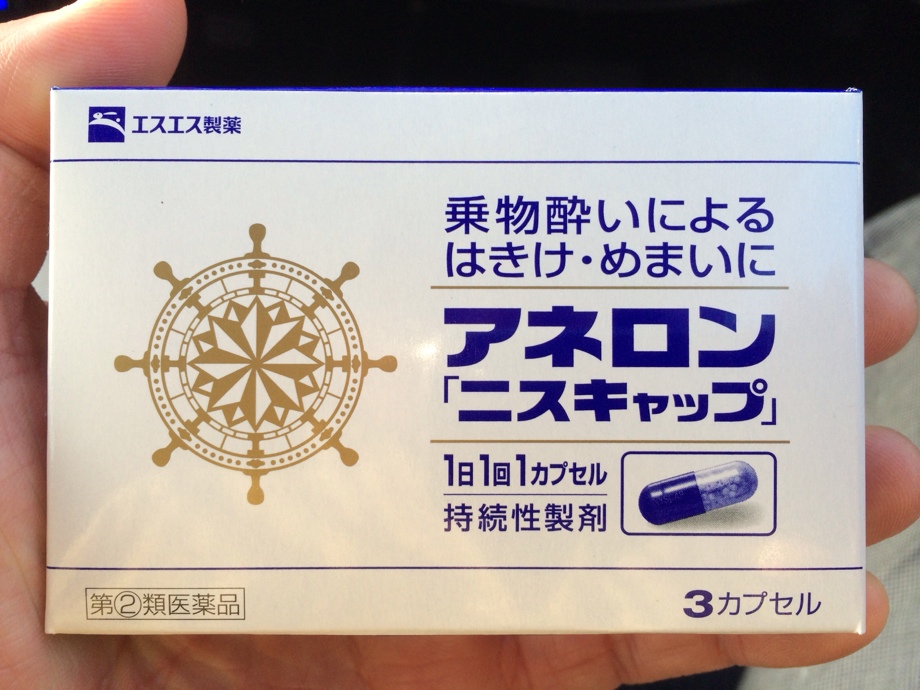 エスエス製薬
乗物酔いによる
はきけ・めまいに
アネロン
「ニスキャップ」
1日1回1カプセル
持続性製剤
第②類医薬品
3カプセル